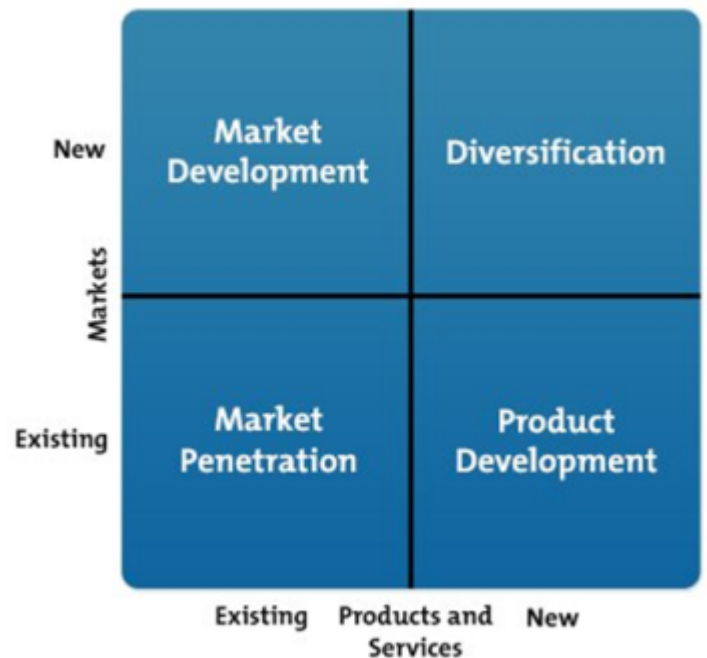 New
Market
Development
Diversification
Markets
Existing
Market
Penetration
Product
Development
Existing
Products and
Services
New